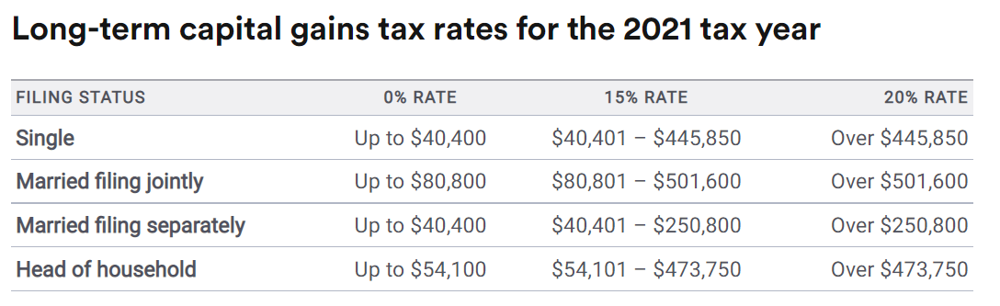 Long-term capital gains tax rates for the 2021 tax year
FILING STATUS 0% RATE 15% RATE 20% RATE
Single Up to $40,400 $40,401 – $445,850 Over $445,850
Married filing jointly Up to $80,800 $80,801 – $501,600 Over $501,600
Married filing separately Up to $40,400 $40,401 – $250,800 Over $250,800
Head of household Up to $54,100 $54,101 – $473,750 Over $473,750